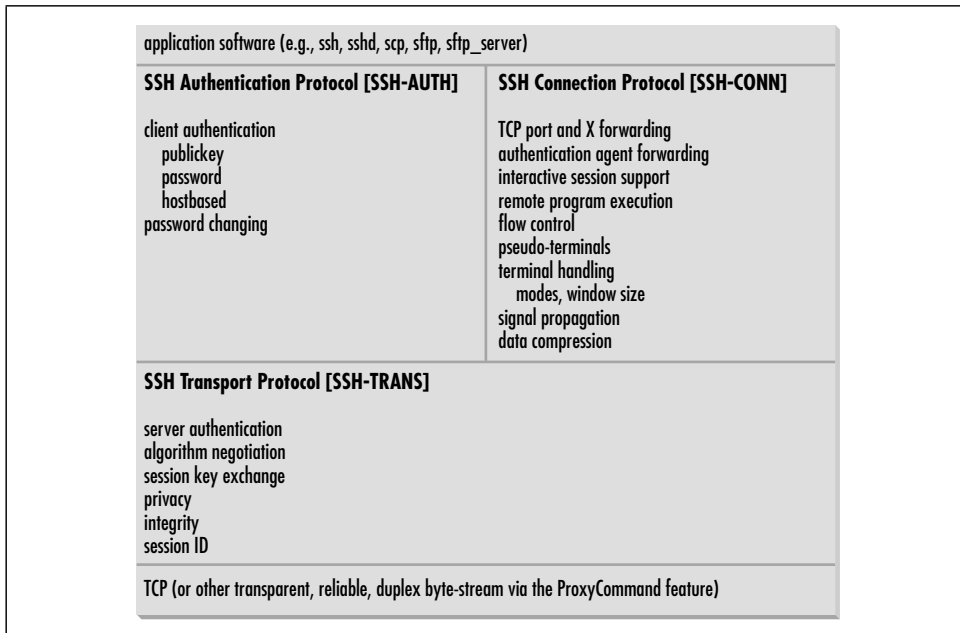 application software (e.g., ssh, sshd, scp, sftp, sftp_server)
SSH Authentication Protocol [SSH-AUTH]
client authentication
publickey
password
hostbased
password changing
SSH Connection Protocol [SSH-CONN]
TCP port and X forwarding
authentication agent forwarding
interactive session support
remote program execution
flow control
pseudo-terminals
terminal handling
modes, window size
signal propagation
data compression
SSH Transport Protocol [SSH-TRANS]
server authentication
algorithm negotiation
session key exchange
privacy
integrity
session ID
TCP (or other transparent, reliable, duplex byte-stream via the ProxyCommand feature)